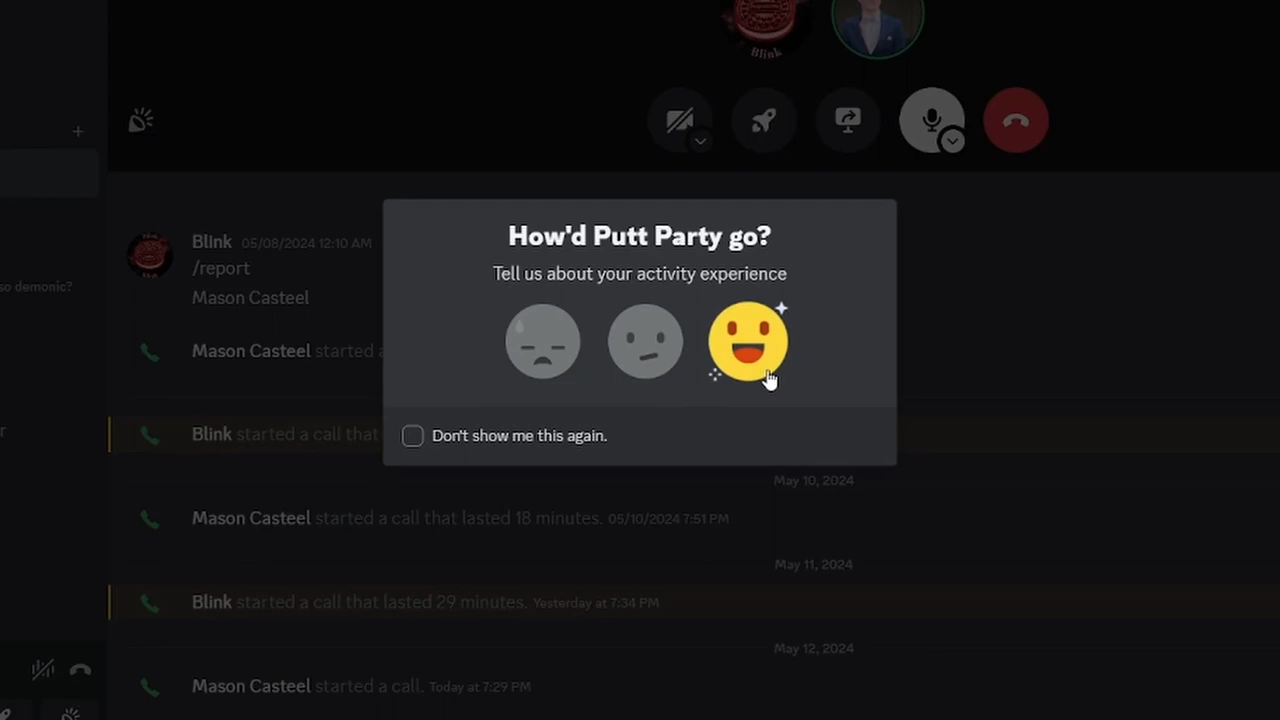 Blink
+
so demonic?
r
Blink 05/08/2024 12:10 AM
/report
Mason Casteel
Mason Casteel started a
Blink started a call that
How'd Putt Party go?
Tell us about your activity experience
Don't show me this again.
May 10, 2024
Mason Casteel started a call that lasted 18 minutes. 05/10/2024 7:51 PM
May 11, 2024
Blink started a call that lasted 29 minutes. Yesterday at 7:34 PM
May 12, 2024
Mason Casteel started a call. Today at 7:29 PM